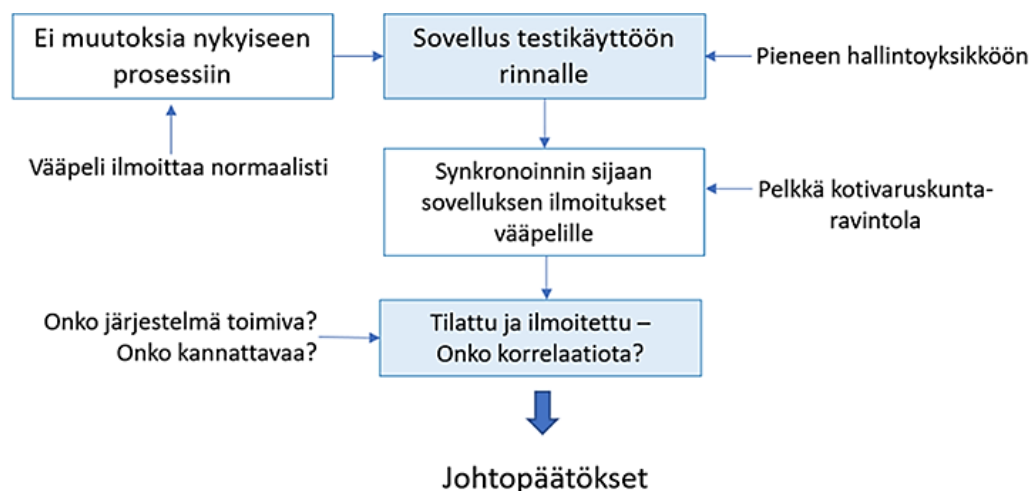 Ei muutoksia nykyiseen
prosessiin
Sovellus testikäyttöön
rinnalle
Pieneen hallintoyksikköön
Vääpeli ilmoittaa normaalisti
Synkronoinnin sijaan
sovelluksen ilmoitukset
vääpelille
Pelkkä kotivaruskunta-
ravintola
Onko järjestelmä toimiva?
Onko kannattavaa?
Tilattu ja ilmoitettu –
Onko korrelaatiota?
Johtopäätökset